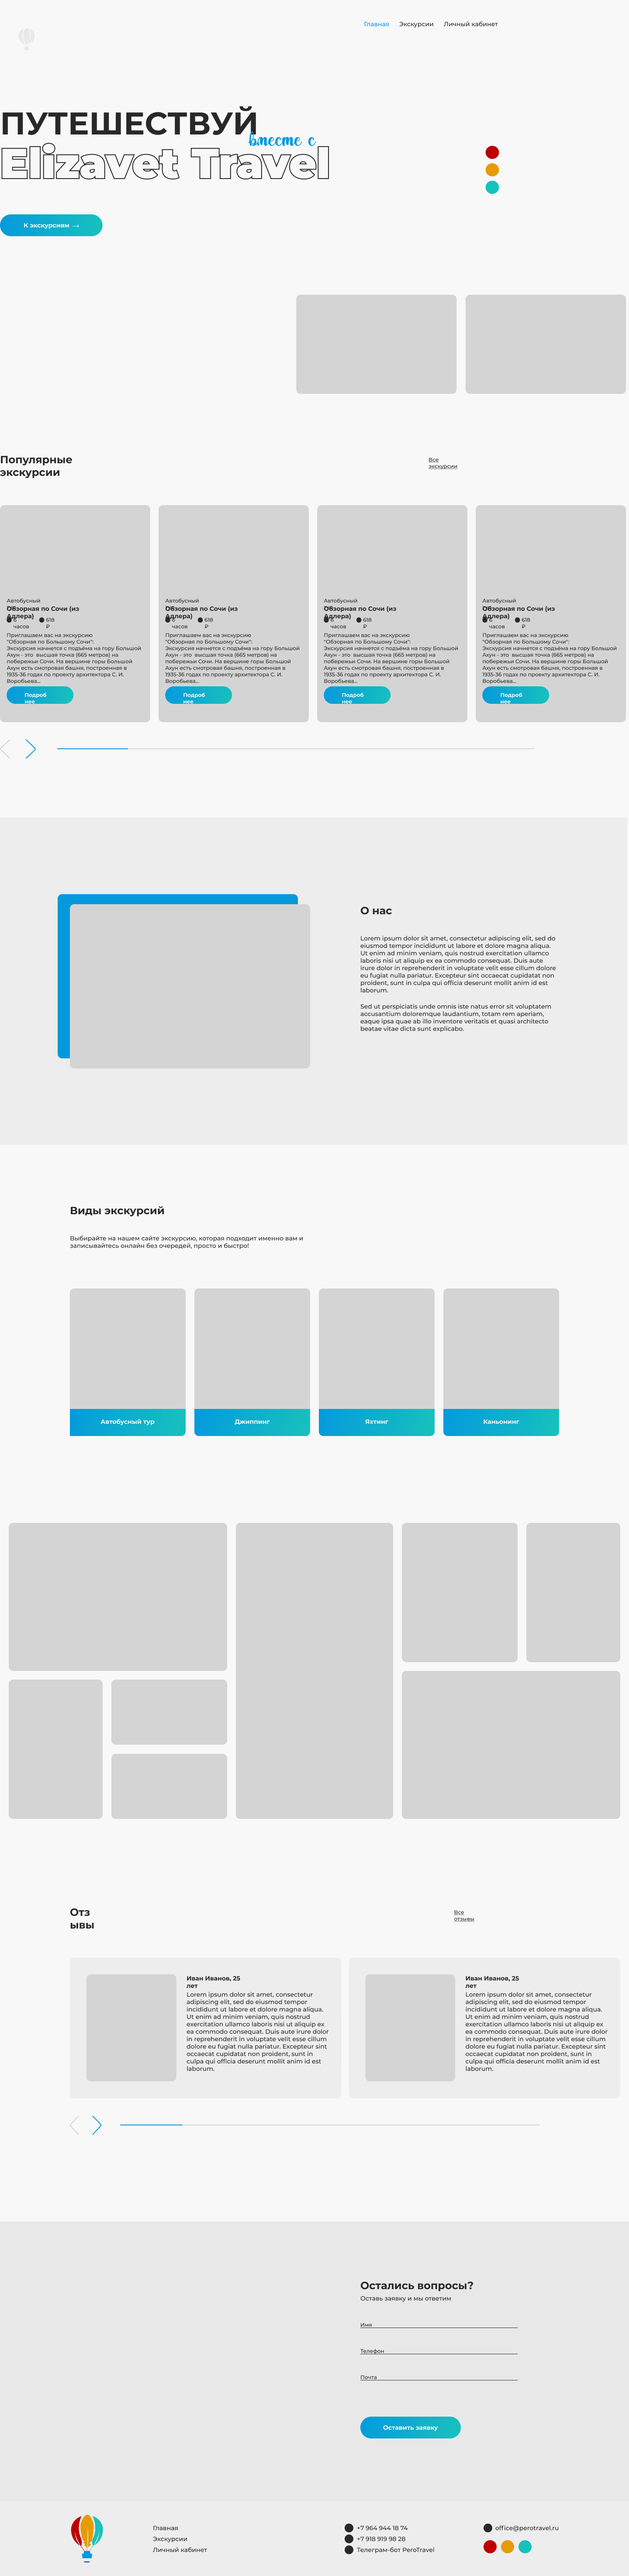 Главная Экскурсии Личный кабинет
ПУТЕШЕСТВУЙ
вместе с
Elizavet Travel
К экскурсиям →
Популярные
экскурсии
Все
экскурсии
Автобусный
Обзорная по Сочи (из
Адлера)
6
часов
618
₽
Приглашаем вас на экскурсию
"Обзорная по Большому Сочи":
Экскурсия начнется с подъёма на гору Большой
Ахун - это высшая точка (665 метров) на
побережьи Сочи. На вершине горы Большой
Ахун есть смотровая башня, построенная в
1935-36 годах по проекту архитектора С. И.
Воробьева...
Подроб
нее
Автобусный
Обзорная по Сочи (из
Адлера)
6
часов
618
₽
Приглашаем вас на экскурсию
"Обзорная по Большому Сочи":
Экскурсия начнется с подъёма на гору Большой
Ахун - это высшая точка (665 метров) на
побережьи Сочи. На вершине горы Большой
Ахун есть смотровая башня, построенная в
1935-36 годах по проекту архитектора С. И.
Воробьева...
Подроб
нее
Автобусный
Обзорная по Сочи (из
Адлера)
6
часов
618
₽
Приглашаем вас на экскурсию
"Обзорная по Большому Сочи":
Экскурсия начнется с подъёма на гору Большой
Ахун - это высшая точка (665 метров) на
побережьи Сочи. На вершине горы Большой
Ахун есть смотровая башня, построенная в
1935-36 годах по проекту архитектора С. И.
Воробьева...
Подроб
нее
Автобусный
Обзорная по Сочи (из
Адлера)
6
часов
618
₽
Приглашаем вас на экскурсию
"Обзорная по Большому Сочи":
Экскурсия начнется с подъёма на гору Большой
Ахун - это высшая точка (665 метров) на
побережьи Сочи. На вершине горы Большой
Ахун есть смотровая башня, построенная в
1935-36 годах по проекту архитектора С. И.
Воробьева...
Подроб
нее
О нас
Lorem ipsum dolor sit amet, consectetur adipiscing elit, sed do
eiusmod tempor incididunt ut labore et dolore magna aliqua.
Ut enim ad minim veniam, quis nostrud exercitation ullamco
laboris nisi ut aliquip ex ea commodo consequat. Duis aute
irure dolor in reprehenderit in voluptate velit esse cillum dolore
eu fugiat nulla pariatur. Excepteur sint occaecat cupidatat non
proident, sunt in culpa qui officia deserunt mollit anim id est
laborum.
Sed ut perspiciatis unde omnis iste natus error sit voluptatem
accusantium doloremque laudantium, totam rem aperiam,
eaque ipsa quae ab illo inventore veritatis et quasi architecto
beatae vitae dicta sunt explicabo.
Виды экскурсий
Выбирайте на нашем сайте экскурсию, которая подходит именно вам и
записывайтесь онлайн без очередей, просто и быстро!
Автобусный тур
Джиппинг
Яхтинг
Каньонинг
Отз
ывы
Все
отзывы
Иван Иванов, 25
лет
Lorem ipsum dolor sit amet, consectetur
adipiscing elit, sed do eiusmod tempor
incididunt ut labore et dolore magna aliqua.
Ut enim ad minim veniam, quis nostrud
exercitation ullamco laboris nisi ut aliquip ex
ea commodo consequat. Duis aute irure dolor
in reprehenderit in voluptate velit esse cillum
dolore eu fugiat nulla pariatur. Excepteur sint
occaecat cupidatat non proident, sunt in
culpa qui officia deserunt mollit anim id est
laborum.
Иван Иванов, 25
лет
Lorem ipsum dolor sit amet, consectetur
adipiscing elit, sed do eiusmod tempor
incididunt ut labore et dolore magna aliqua.
Ut enim ad minim veniam, quis nostrud
exercitation ullamco laboris nisi ut aliquip ex
ea commodo consequat. Duis aute irure dolor
in reprehenderit in voluptate velit esse cillum
dolore eu fugiat nulla pariatur. Excepteur sint
occaecat cupidatat non proident, sunt in
culpa qui officia deserunt mollit anim id est
laborum.
Остались вопросы?
Оставь заявку и мы ответим
Имя
Телефон
Почта
Оставить заявку
Главная
Экскурсии
Личный кабинет
+7 964 944 18 74
+7 918 919 98 28
Телеграм-бот PeroTravel
office@perotravel.ru